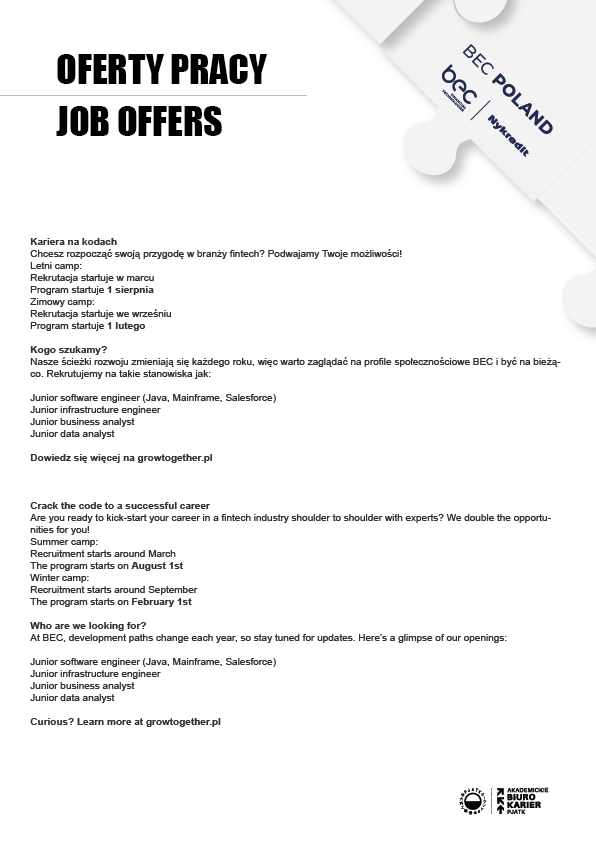 OFERTY PRACY
JOB OFFERS
BEC POLAND
bec
FINANCIAL
TECHNOLOGIES
Nykredit
Kariera na kodach
Chcesz rozpocząć swoją przygodę w branży fintech? Podwajamy Twoje możliwości!
Letni camp:
Rekrutacja startuje w marcu
Program startuje 1 sierpnia
Zimowy camp:
Rekrutacja startuje we wrześniu
Program startuje 1 lutego
Kogo szukamy?
Nasze ścieżki rozwoju zmieniają się każdego roku, więc warto zaglądać na profile społecznościowe BEC i być na bieżą-
co. Rekrutujemy na takie stanowiska jak:
Junior software engineer (Java, Mainframe, Salesforce)
Junior infrastructure engineer
Junior business analyst
Junior data analyst
Dowiedz się więcej na growtogether.pl
Crack the code to a successful career
Are you ready to kick-start your career in a fintech industry shoulder to shoulder with experts? We double the opportu-
nities for you!
Summer camp:
Recruitment starts around March
The program starts on August 1st
Winter camp:
Recruitment starts around September
The program starts on February 1st
Who are we looking for?
At BEC, development paths change each year, so stay tuned for updates. Here's a glimpse of our openings:
Junior software engineer (Java, Mainframe, Salesforce)
Junior infrastructure engineer
Junior business analyst
Junior data analyst
Curious? Learn more at growtogether.pl
AKADEMICKIE
BIURO
KARIER
PJATK